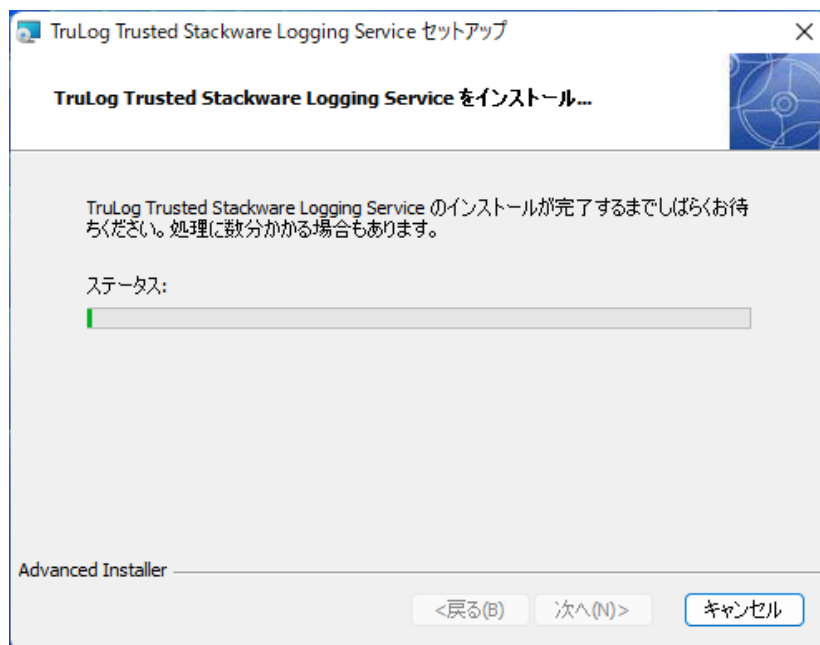 TruLog Trusted Stackware Logging Service セットアップ
TruLog Trusted Stackware Logging Service をインストール...
TruLog Trusted Stackware Logging Service のインストールが完了するまでしばらくお待
ちください。処理に数分かかる場合もあります。
ステータス:
Advanced Installer
<戻る(B)
次へ(N)>
キャンセル